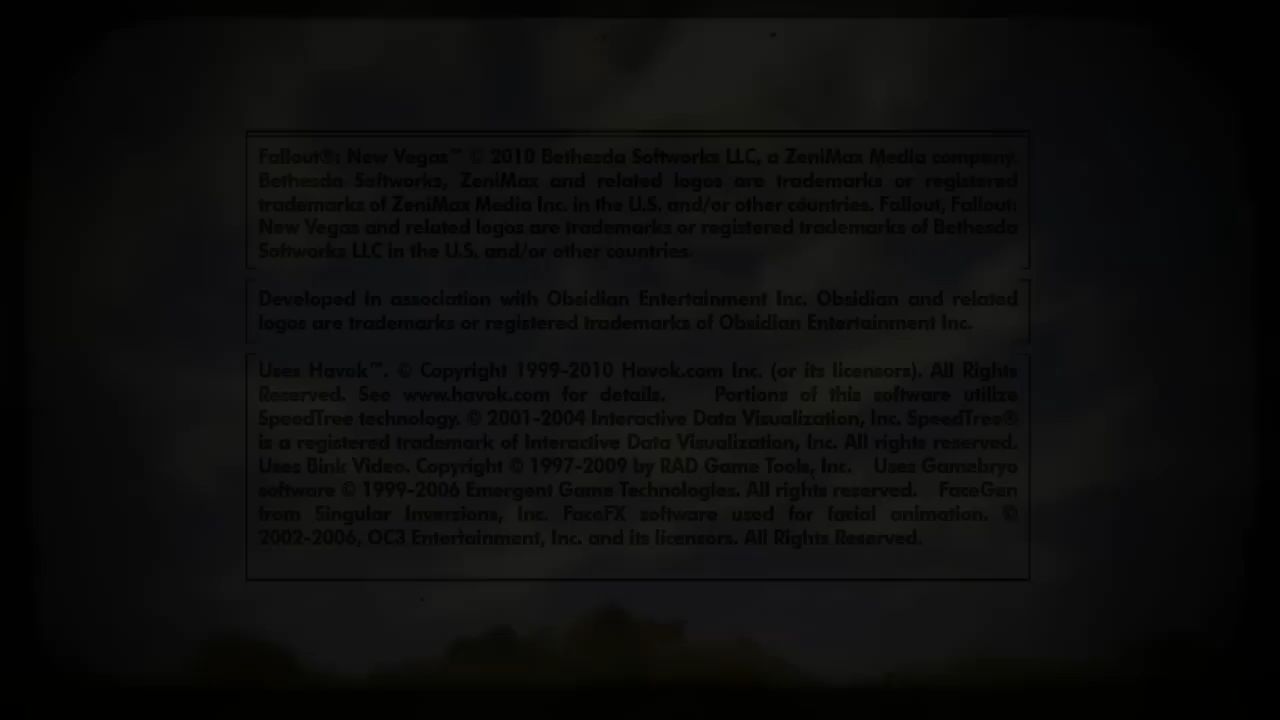 Fallout®: New Vegas™ © 2010 Bethesda Softworks LLC, a ZeniMax Media company.
Bethesda Softworks, ZeniMax and related logos are trademarks or registered
trademarks of ZeniMax Media Inc. in the U.S. and/or other countries. Fallout, Fallout:
New Vegas and related logos are trademarks or registered trademarks of Bethesda
Softworks LLC in the U.S. and/or other countries.
Developed in association with Obsidian Entertainment Inc. Obsidian and related
logos are trademarks or registered trademarks of Obsidian Entertainment Inc.
Uses Havok™. © Copyright 1999-2010 Havok.com Inc. (or its licensors). All Rights
Reserved. See www.havok.com for details. Portions of this software utilize
SpeedTree technology. © 2001-2004 Interactive Data Visualization, Inc. SpeedTree®
is a registered trademark of Interactive Data Visualization, Inc. All rights reserved.
Uses Bink Video. Copyright © 1997-2009 by RAD Game Tools, Inc. Uses Gamebryo
software © 1999-2006 Emergent Game Technologies. All rights reserved. FaceGen
from Singular Inversions, Inc. FaceFX software used for facial animation. ©
2002-2006, OC3 Entertainment, Inc. and its licensors. All Rights Reserved.